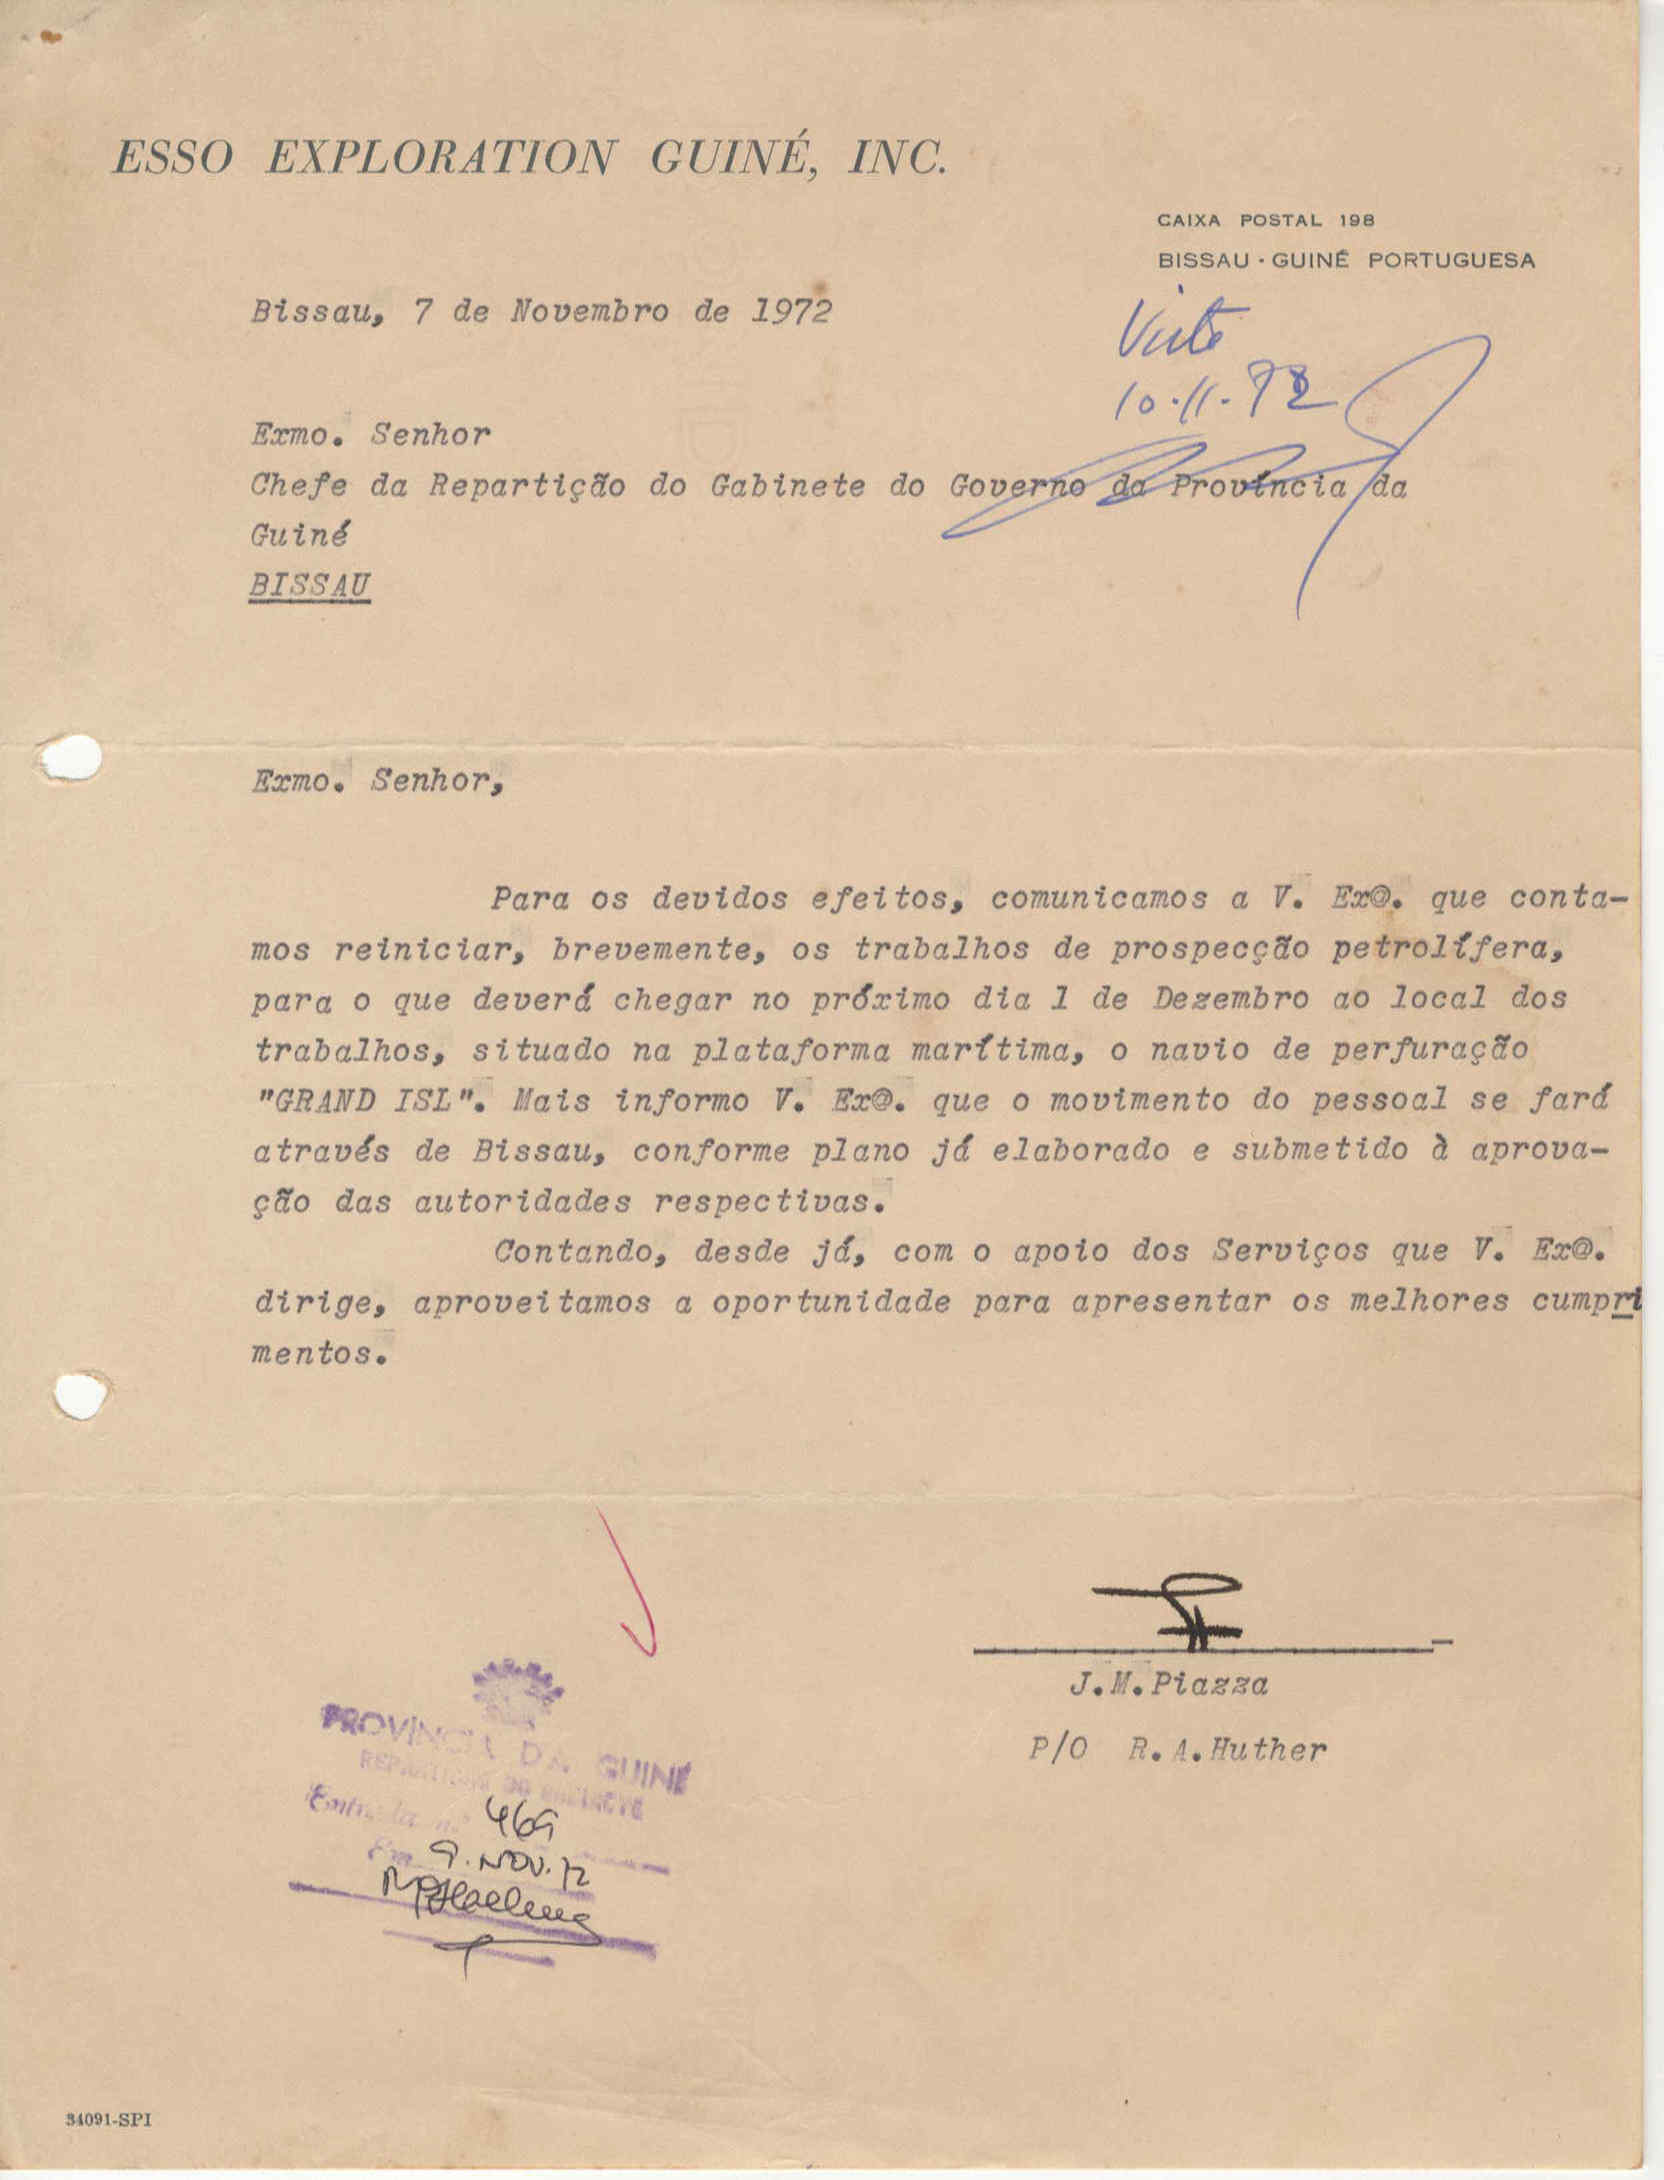 ESSO EXPLORATION GUINÉ, INC.
CAIXA POSTAL 198
BISSAU · GUINÉ PORTUGUESA
Bissau, 7 de Novembro de 1972
Visto
10.11.72
Exmo. Senhor
Chefe da Repartição do Gabinete do Governo da Província da
Guiné
BISSAU
Exmo. Senhor,
Para os devidos efeitos, comunicamos a V. Ex@. que conta-
mos reiniciar, brevemente, os trabalhos de prospecção petrolífera,
para o que deverá chegar no próximo dia 1 de Dezembro ao local dos
trabalhos, situado na plataforma marítima, o navio de perfuração
"GRAND ISL". Mais informo V. Ex@. que o movimento do pessoal se fará
através de Bissau, conforme plano já elaborado e submetido à aprova-
ção das autoridades respectivas.
Contando, desde já, com o apoio dos Serviços que V. Ex@.
dirige, aproveitamos a oportunidade para apresentar os melhores cumpri
mentos.
J.M.Piazza
P/O R.A.Huther
PROVÍNCIA DA GUINÉ
REPARTIÇÃO DO GABINETE
Entrada n.º 469
Em 9. NOV. 72
34091-SPI